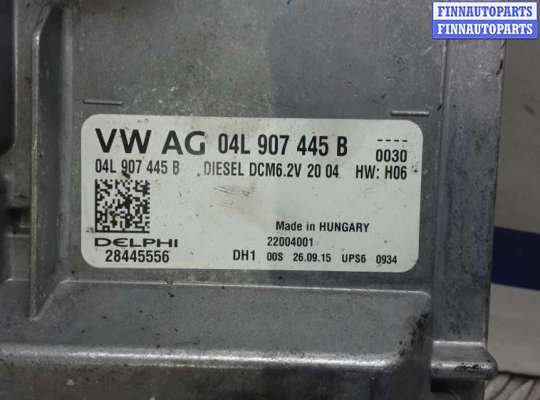 FINNAUTOPARTS
FINNAUTOPARTS
VW AG 04L 907 445 B ----
0030
04L 907 445 B DIESEL DCM6.2V 20 04 HW: H06
Made in HUNGARY
DELPHI 22004001
28445556 DH1 00S 26.09.15 UPS6 0934